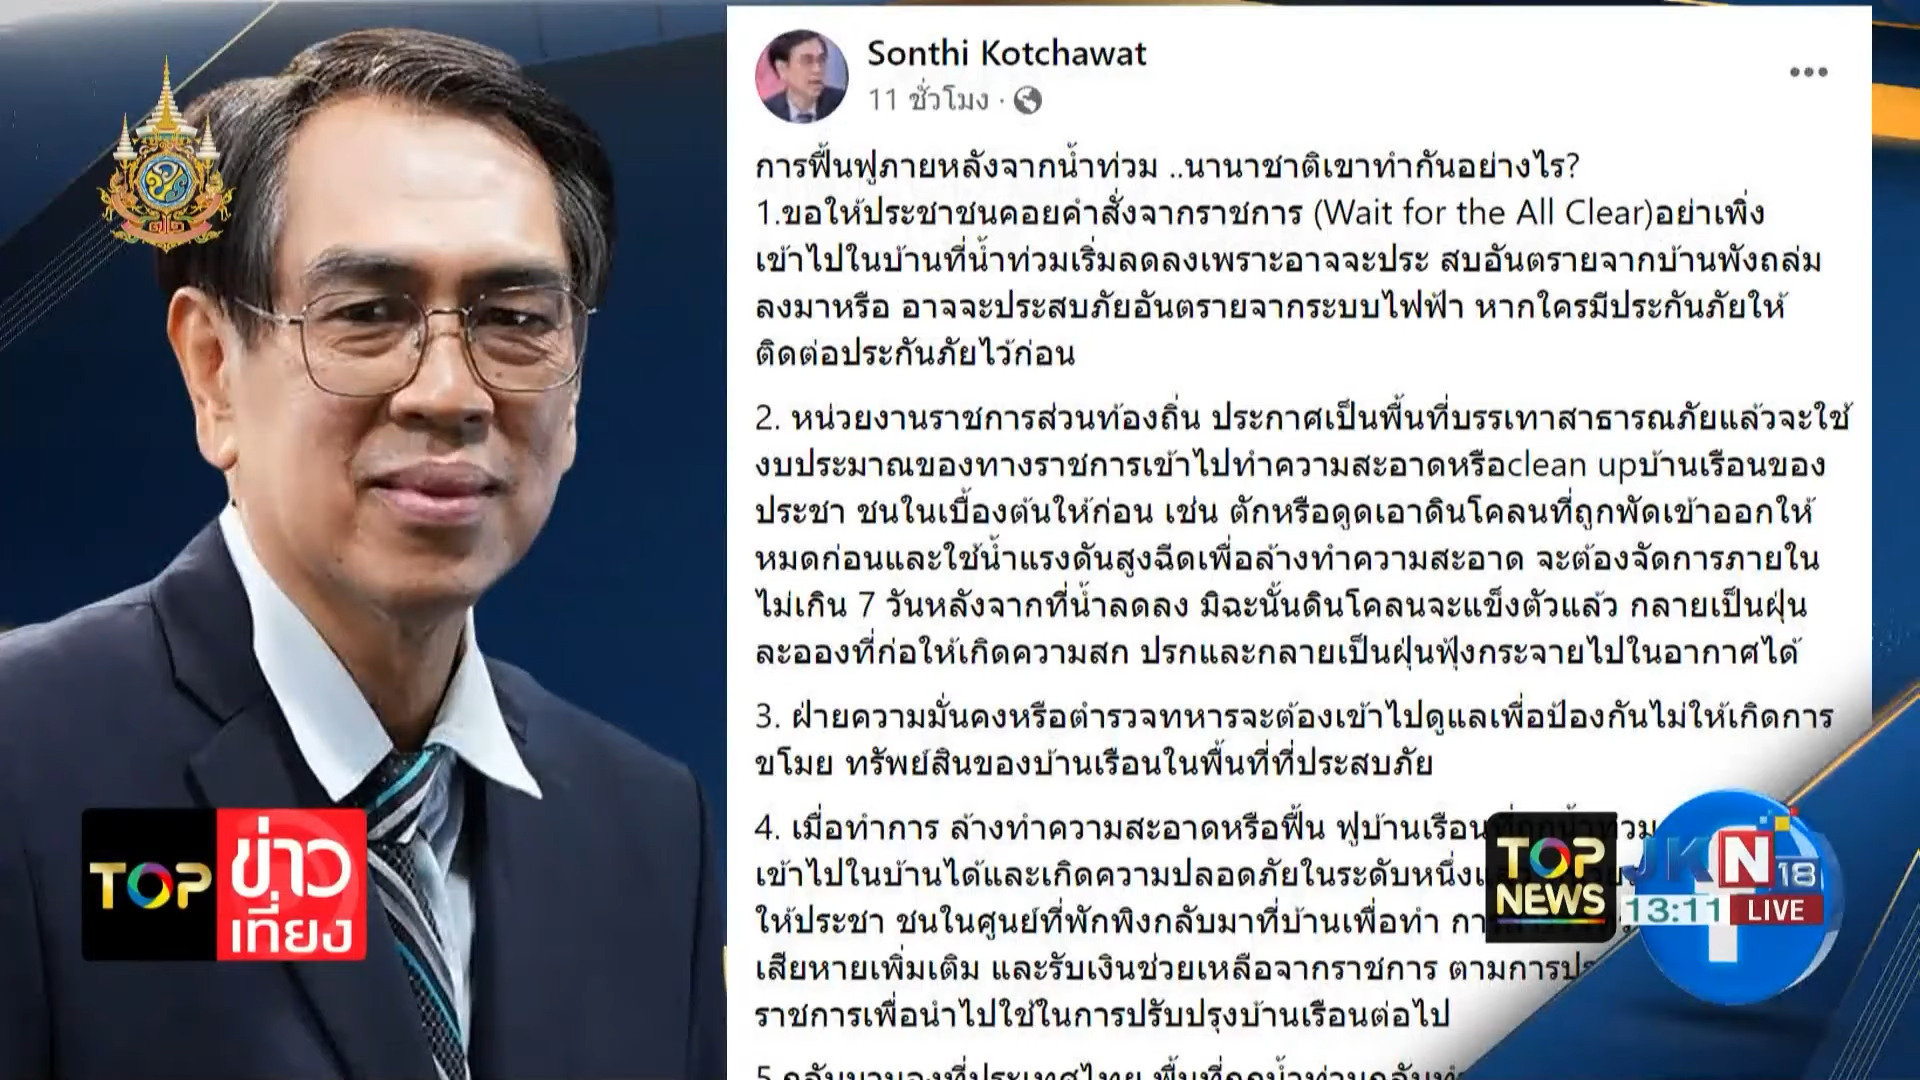 Sonthi Kotchawat
11 ชั่วโมง ·
การฟื้นฟูภายหลังจากน้ำท่วม ..นานาชาติเขาทำกันอย่างไร?
1.ขอให้ประชาชนคอยคำสั่งจากราชการ (Wait for the All Clear)อย่าเพิ่ง
เข้าไปในบ้านที่น้ำท่วมเริ่มลดลงเพราะอาจจะประ สบอันตรายจากบ้านพังถล่ม
ลงมาหรือ อาจจะประสบภัยอันตรายจากระบบไฟฟ้า หากใครมีประกันภัยให้
ติดต่อประกันภัยไว้ก่อน
2. หน่วยงานราชการส่วนท้องถิ่น ประกาศเป็นพื้นที่บรรเทาสาธารณภัยแล้วจะใช้
งบประมาณของทางราชการเข้าไปทำความสะอาดหรือclean upบ้านเรือนของ
ประชา ชนในเบื้องต้นให้ก่อน เช่น ตักหรือดูดเอาดินโคลนที่ถูกพัดเข้าออกให้
หมดก่อนและใช้น้ำแรงดันสูงฉีดเพื่อล้างทำความสะอาด จะต้องจัดการภายใน
ไม่เกิน 7 วันหลังจากที่น้ำลดลง มิฉะนั้นดินโคลนจะแข็งตัวแล้ว กลายเป็นฝุ่น
ละอองที่ก่อให้เกิดความสก ปรกและกลายเป็นฝุ่นฟุ้งกระจายไปในอากาศได้
3. ฝ่ายความมั่นคงหรือตำรวจทหารจะต้องเข้าไปดูแลเพื่อป้องกันไม่ให้เกิดการ
ขโมย ทรัพย์สินของบ้านเรือนในพื้นที่ที่ประสบภัย
4. เมื่อทำการ ล้างทำความสะอาดหรือฟื้น ฟูบ้านเรือนที่ถูกน้ำท่วม
เข้าไปในบ้านได้และเกิดความปลอดภัยในระดับหนึ่ง
ให้ประชา ชนในศูนย์ที่พักพิงกลับมาที่บ้านเพื่อทำ
เสียหายเพิ่มเติม และรับเงินช่วยเหลือจากราชการ
ราชการเพื่อนำไปใช้ในการปรับปรุงบ้านเรือนต่อไป
5.กลับมามองที่ประเทศไทย พื้นที่ถูกน้ำท่วม
TOP ข่าว
เที่ยง
TOP
NEWS
JKN 18
13:11 LIVE